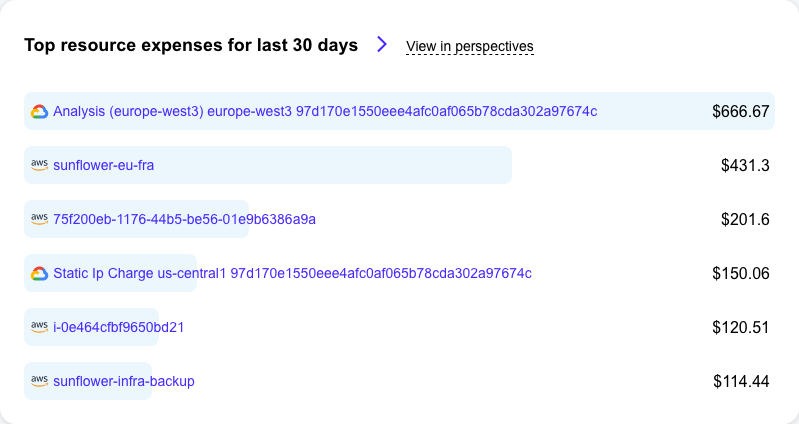 Top resource expenses for last 30 days View in perspectives
Analysis (europe-west3) europe-west3 97d170e1550eee4afc0af065b78cda302a97674c $666.67
aws sunflower-eu-fra $431.3
aws 75f200eb-1176-44b5-be56-01e9b6386a9a $201.6
Static Ip Charge us-central1 97d170e1550eee4afc0af065b78cda302a97674c $150.06
aws i-0e464cfbf9650bd21 $120.51
aws sunflower-infra-backup $114.44